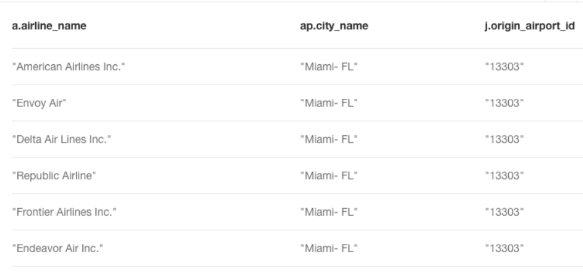 a.airline_name ap.city_name j.origin_airport_id
"American Airlines Inc." "Miami- FL" "13303"
"Envoy Air" "Miami- FL" "13303"
"Delta Air Lines Inc." "Miami- FL" "13303"
"Republic Airline" "Miami- FL" "13303"
"Frontier Airlines Inc." "Miami- FL" "13303"
"Endeavor Air Inc." "Miami- FL" "13303"